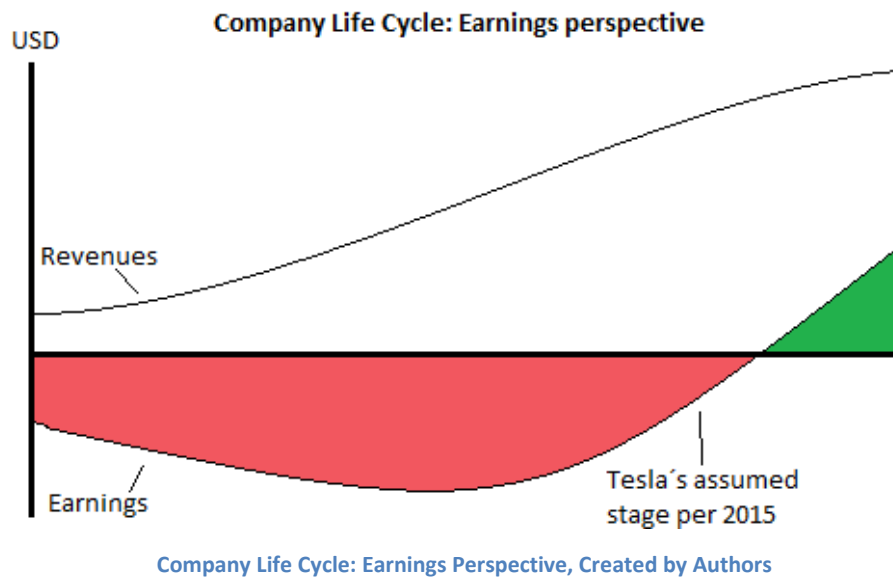 Company Life Cycle: Earnings perspective
USD
Revenues
Earnings
Tesla´s assumed
stage per 2015
Company Life Cycle: Earnings Perspective, Created by Authors